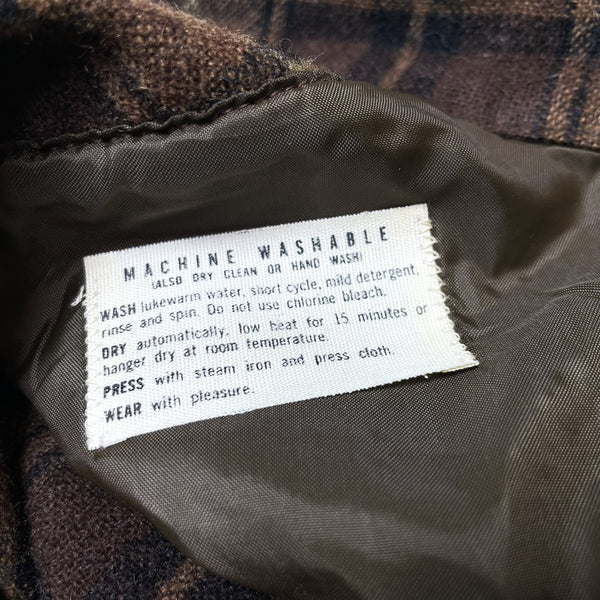 MACHINE WASHABLE
(ALSO DRY CLEAN OR HAND WASH)
WASH lukewarm water, short cycle, mild detergent,
rinse and spin. Do not use chlorine bleach.
DRY automatically, low heat for 15 minutes or
hanger dry at room temperature.
PRESS with steam iron and press cloth.
WEAR with pleasure.